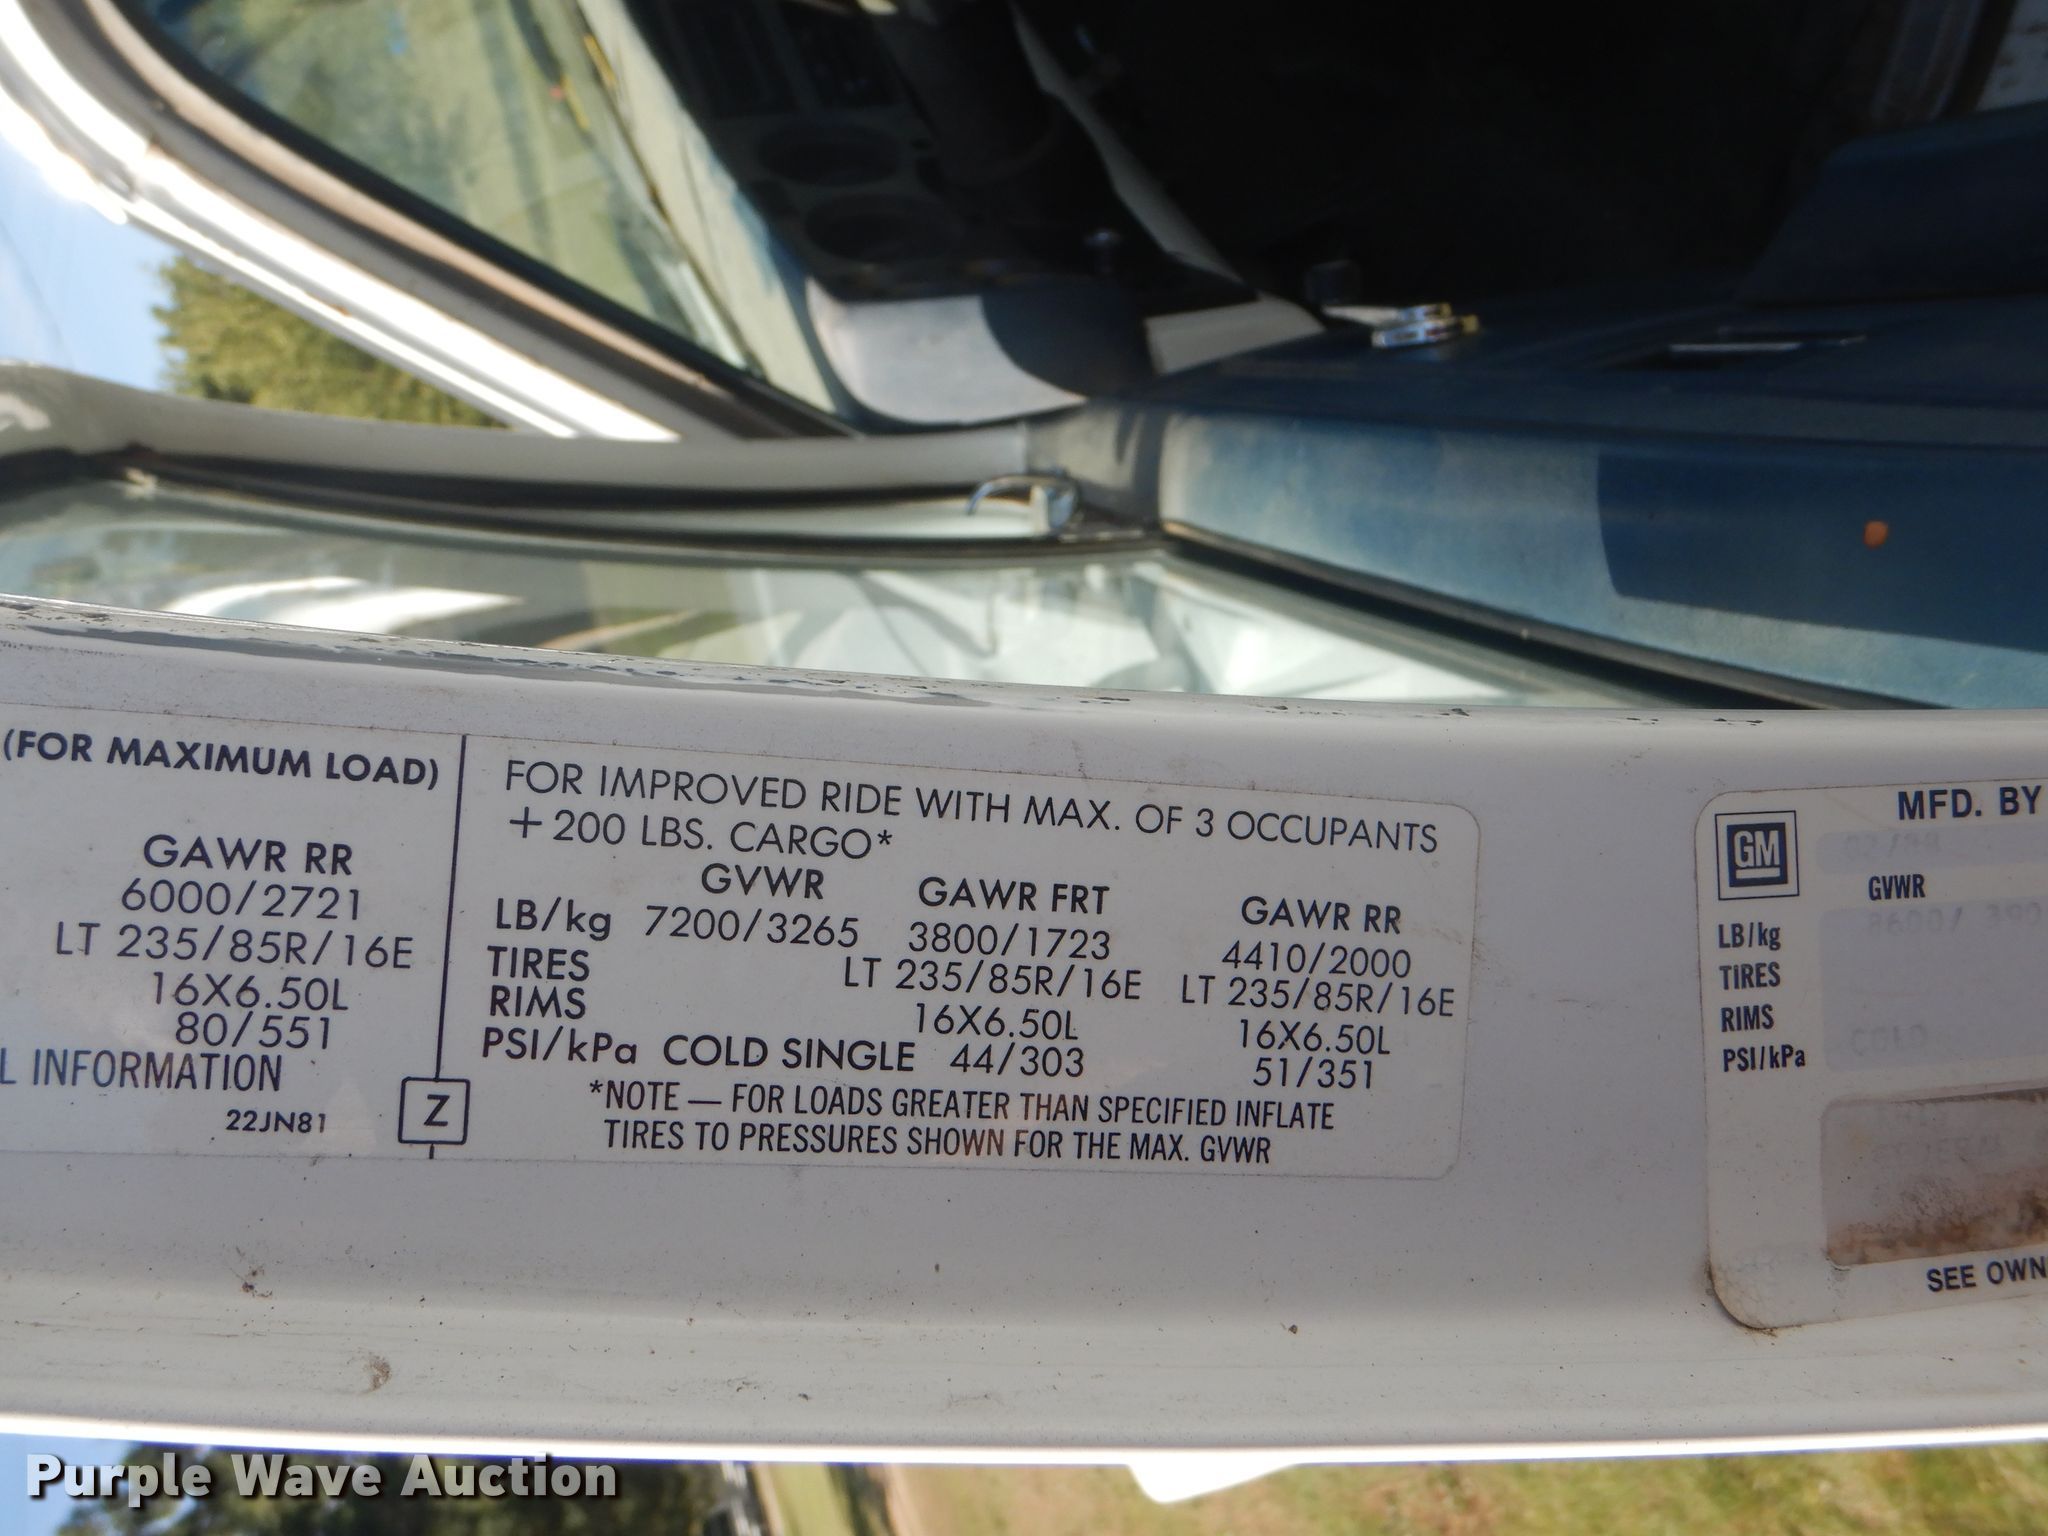 (FOR MAXIMUM LOAD)
GAWR RR
6000/2721
LT 235/85R/16E
16X6.50L
80/551
L INFORMATION
22JN81
Z
FOR IMPROVED RIDE WITH MAX. OF 3 OCCUPANTS
+200 LBS. CARGO*
GVWR GAWR FRT GAWR RR
LB/kg 7200/3265 3800/1723 4410/2000
TIRES LT 235/85R/16E LT 235/85R/16E
RIMS 16X6.50L 16X6.50L
PSI/kPa COLD SINGLE 44/303 51/351
*NOTE — FOR LOADS GREATER THAN SPECIFIED INFLATE
TIRES TO PRESSURES SHOWN FOR THE MAX. GVWR
GM
MFD. BY
GVWR
LB/kg 8600/390
TIRES
RIMS
PSI/kPa COLD
SEE OWN
Purple Wave Auction